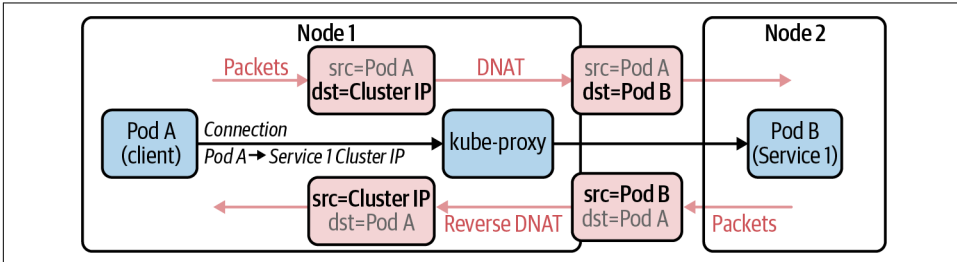 Node 1
Node 2
Packets
src=Pod A
dst=Cluster IP
DNAT
src=Pod A
dst=Pod B
Pod A
(client)
Connection
Pod A→ Service 1 Cluster IP
kube-proxy
Pod B
(Service 1)
src=Cluster IP
dst=Pod A
Reverse DNAT
src=Pod B
dst=Pod A
Packets